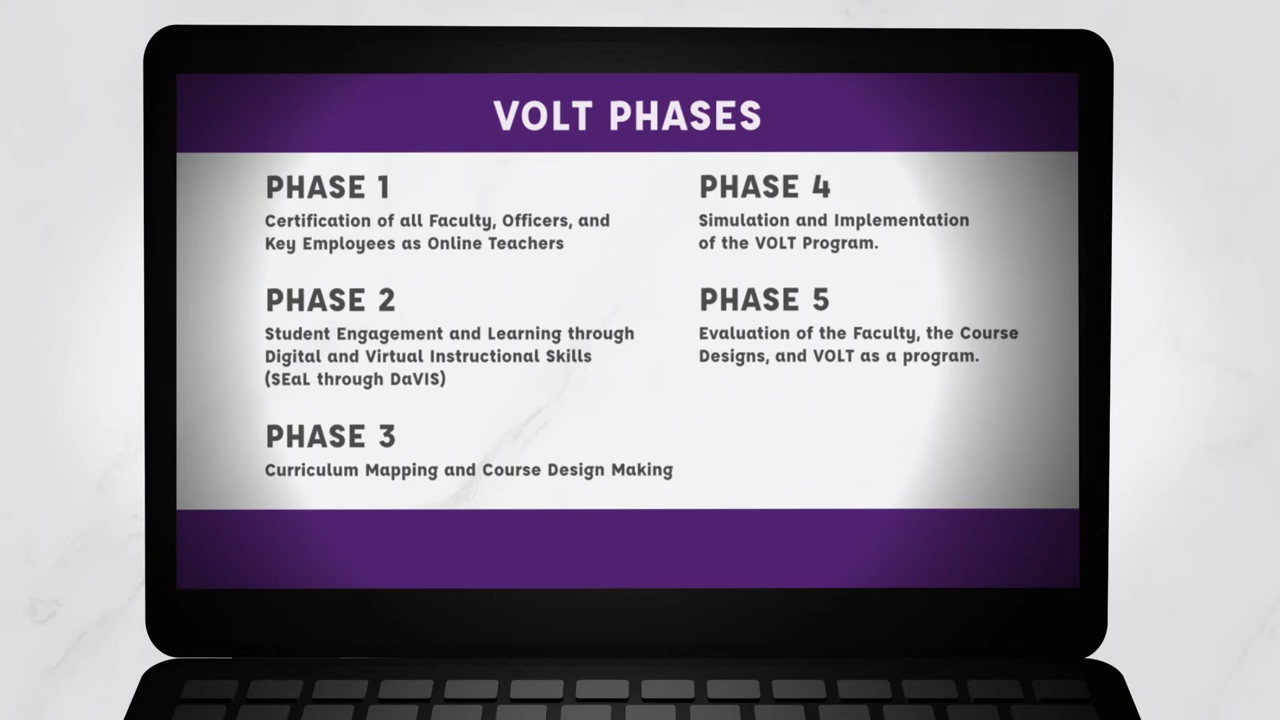 VOLT PHASES
PHASE 1
Certification of all Faculty, Officers, and
Key Employees as Online Teachers
PHASE 2
Student Engagement and Learning through
Digital and Virtual Instructional Skills
(SEaL through DaVIS)
PHASE 3
Curriculum Mapping and Course Design Making
PHASE 4
Simulation and Implementation
of the VOLT Program.
PHASE 5
Evaluation of the Faculty, the Course
Designs, and VOLT as a program.